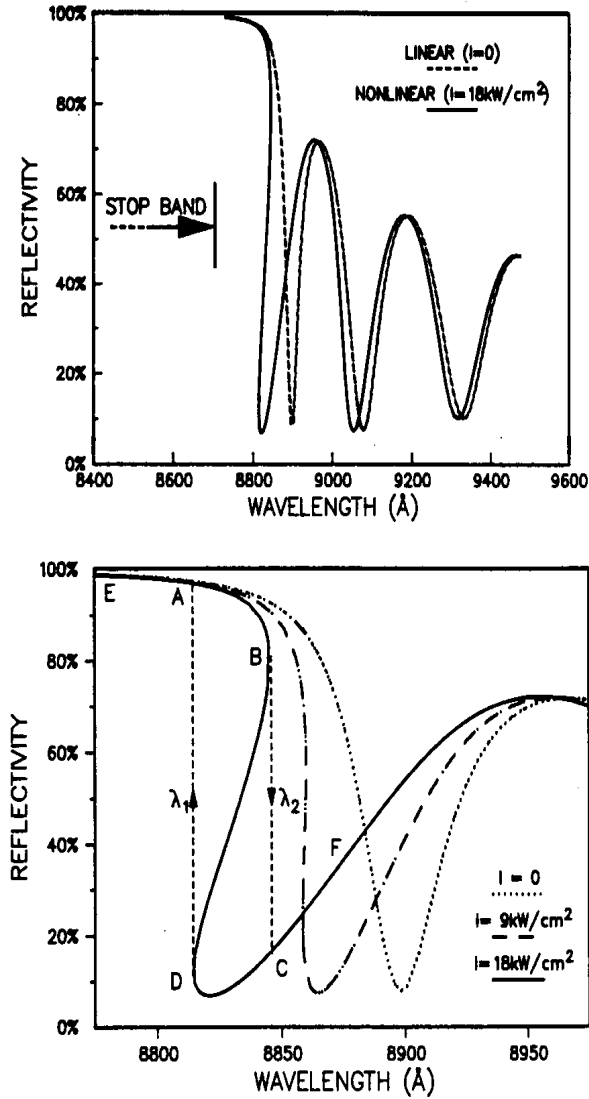 100%
80%
60%
40%
20%
0%
REFLECTIVITY
LINEAR (I=0)
NONLINEAR (I=18kW/cm²)
STOP BAND
8400 8600 8800 9000 9200 9400 9600
WAVELENGTH (Å)
100%
80%
60%
40%
20%
0%
REFLECTIVITY
E
A
B
λ₁
λ₂
F
D
C
I = 0
I= 9kW/cm²
I=18kW/cm²
8800 8850 8900 8950
WAVELENGTH (Å)